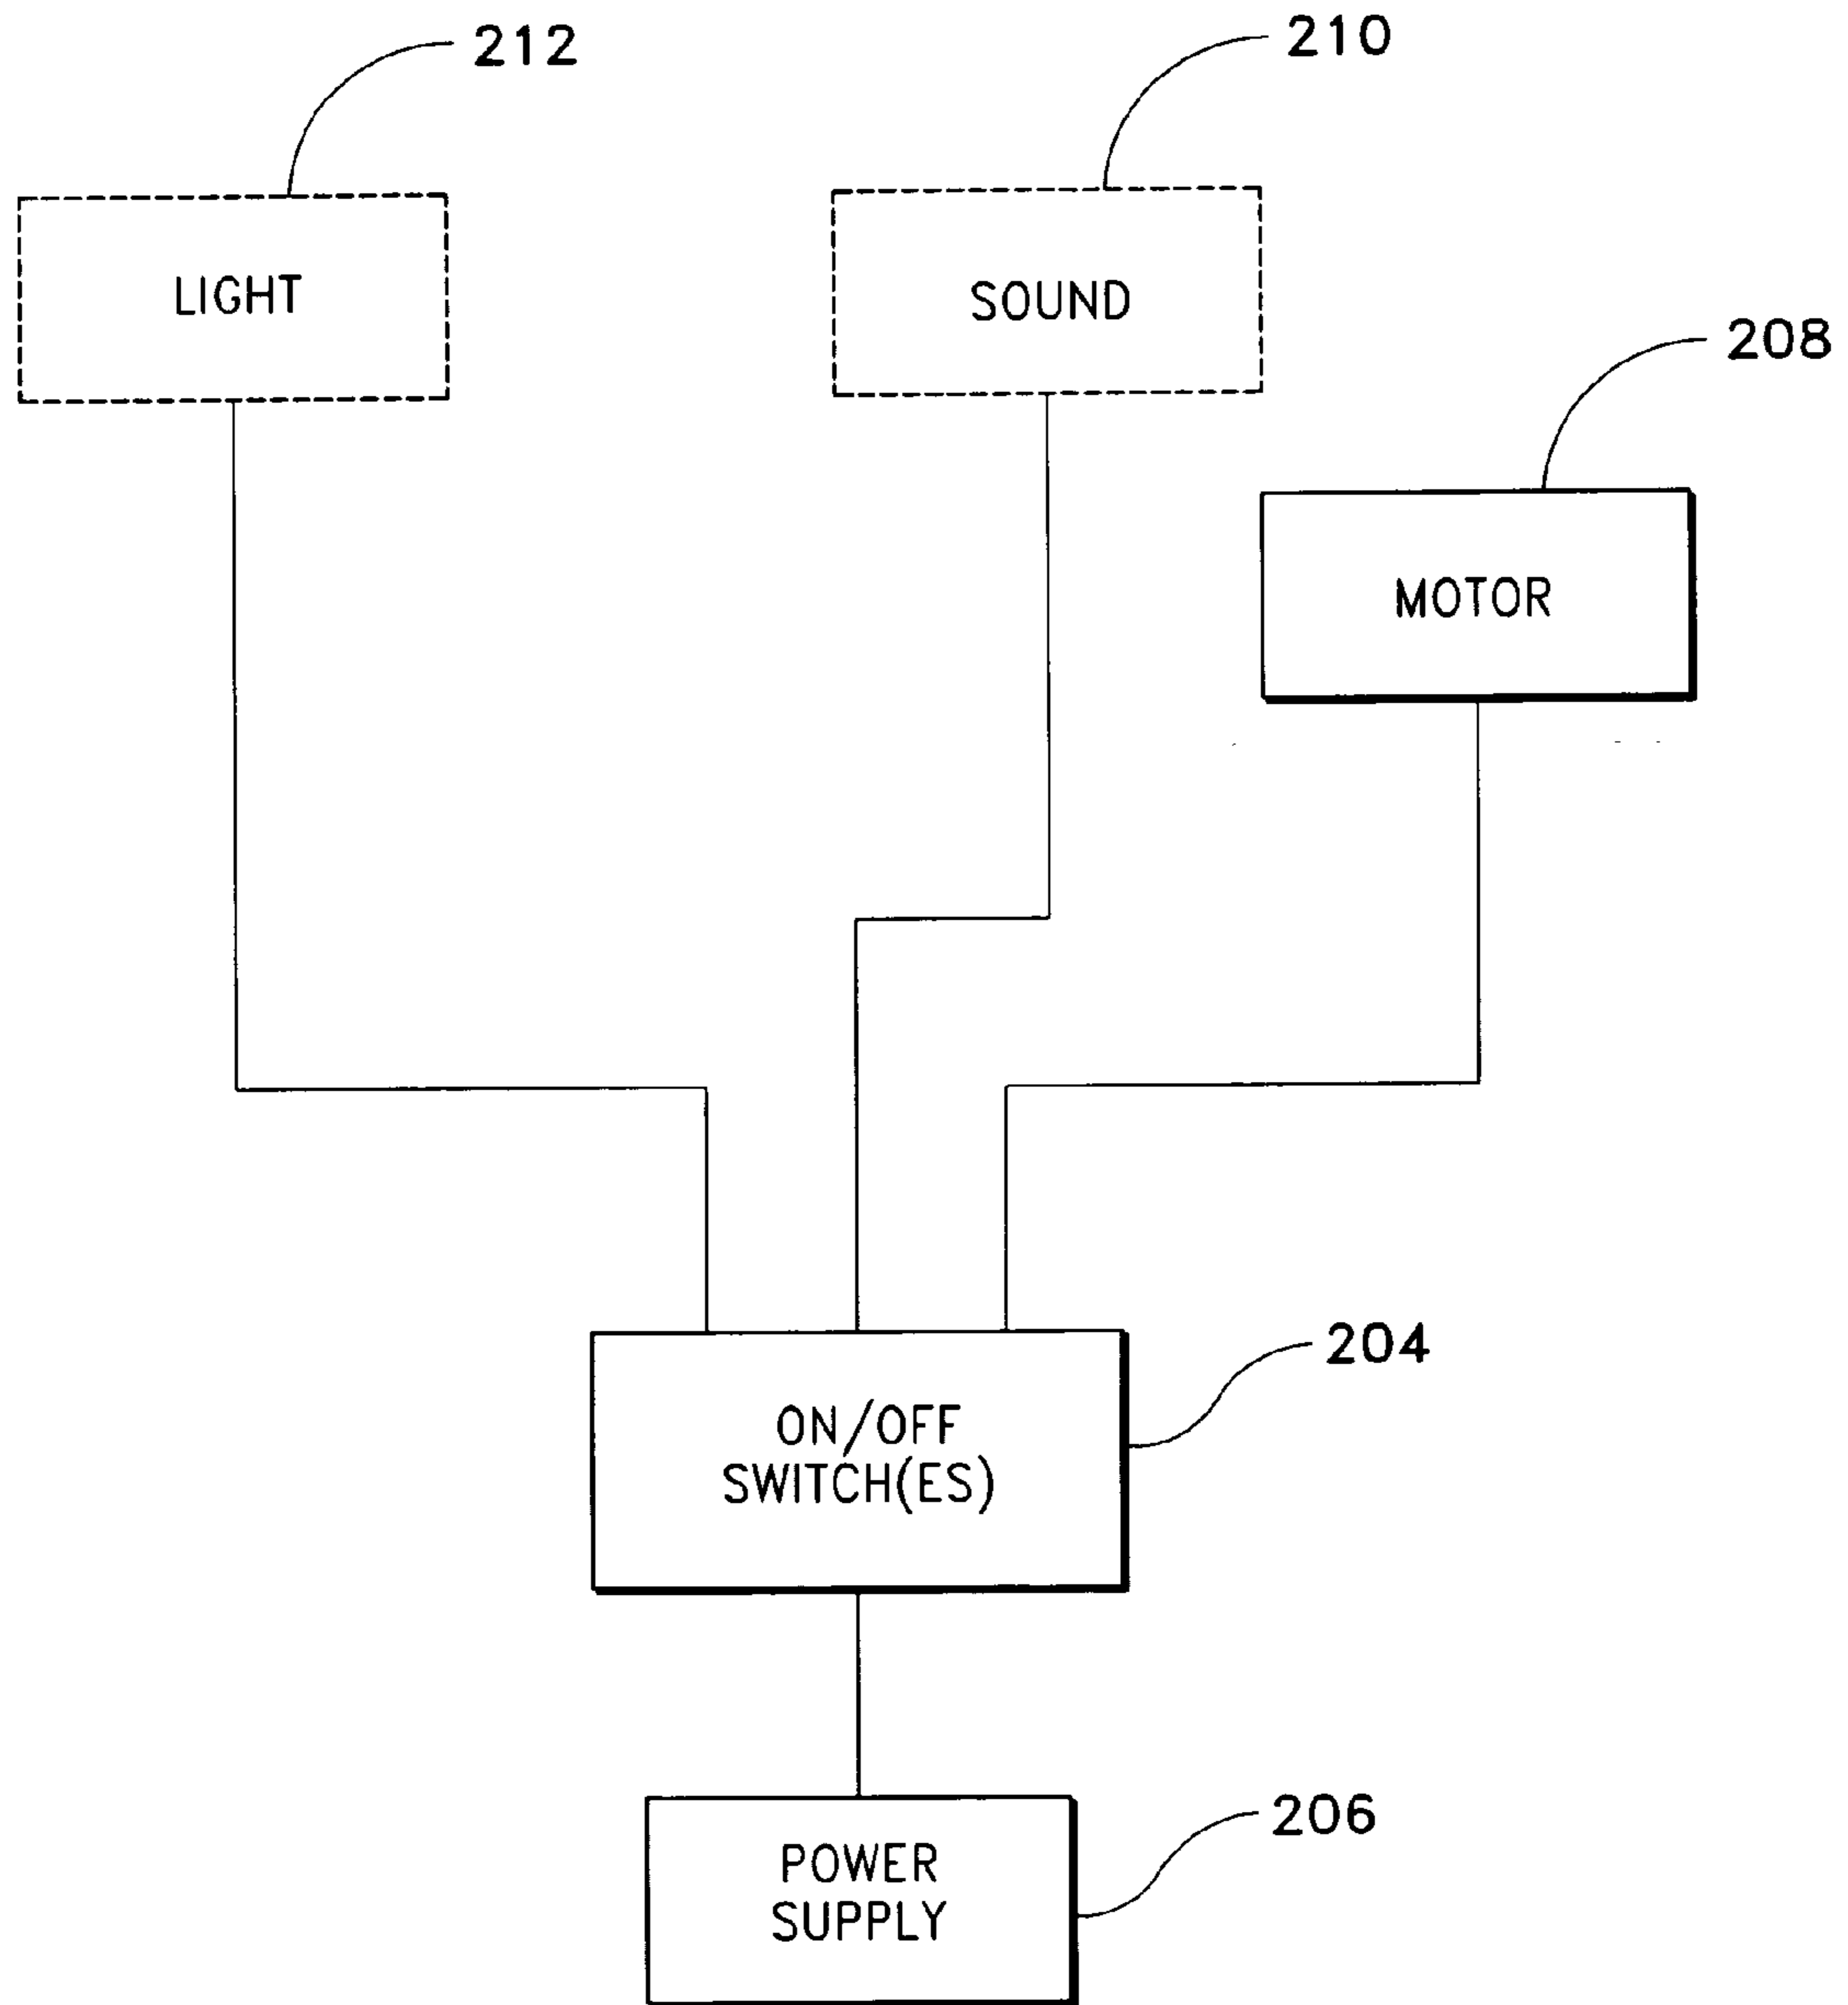 212
210
LIGHT
SOUND
208
MOTOR
204
ON/OFF
SWITCH(ES)
206
POWER
SUPPLY